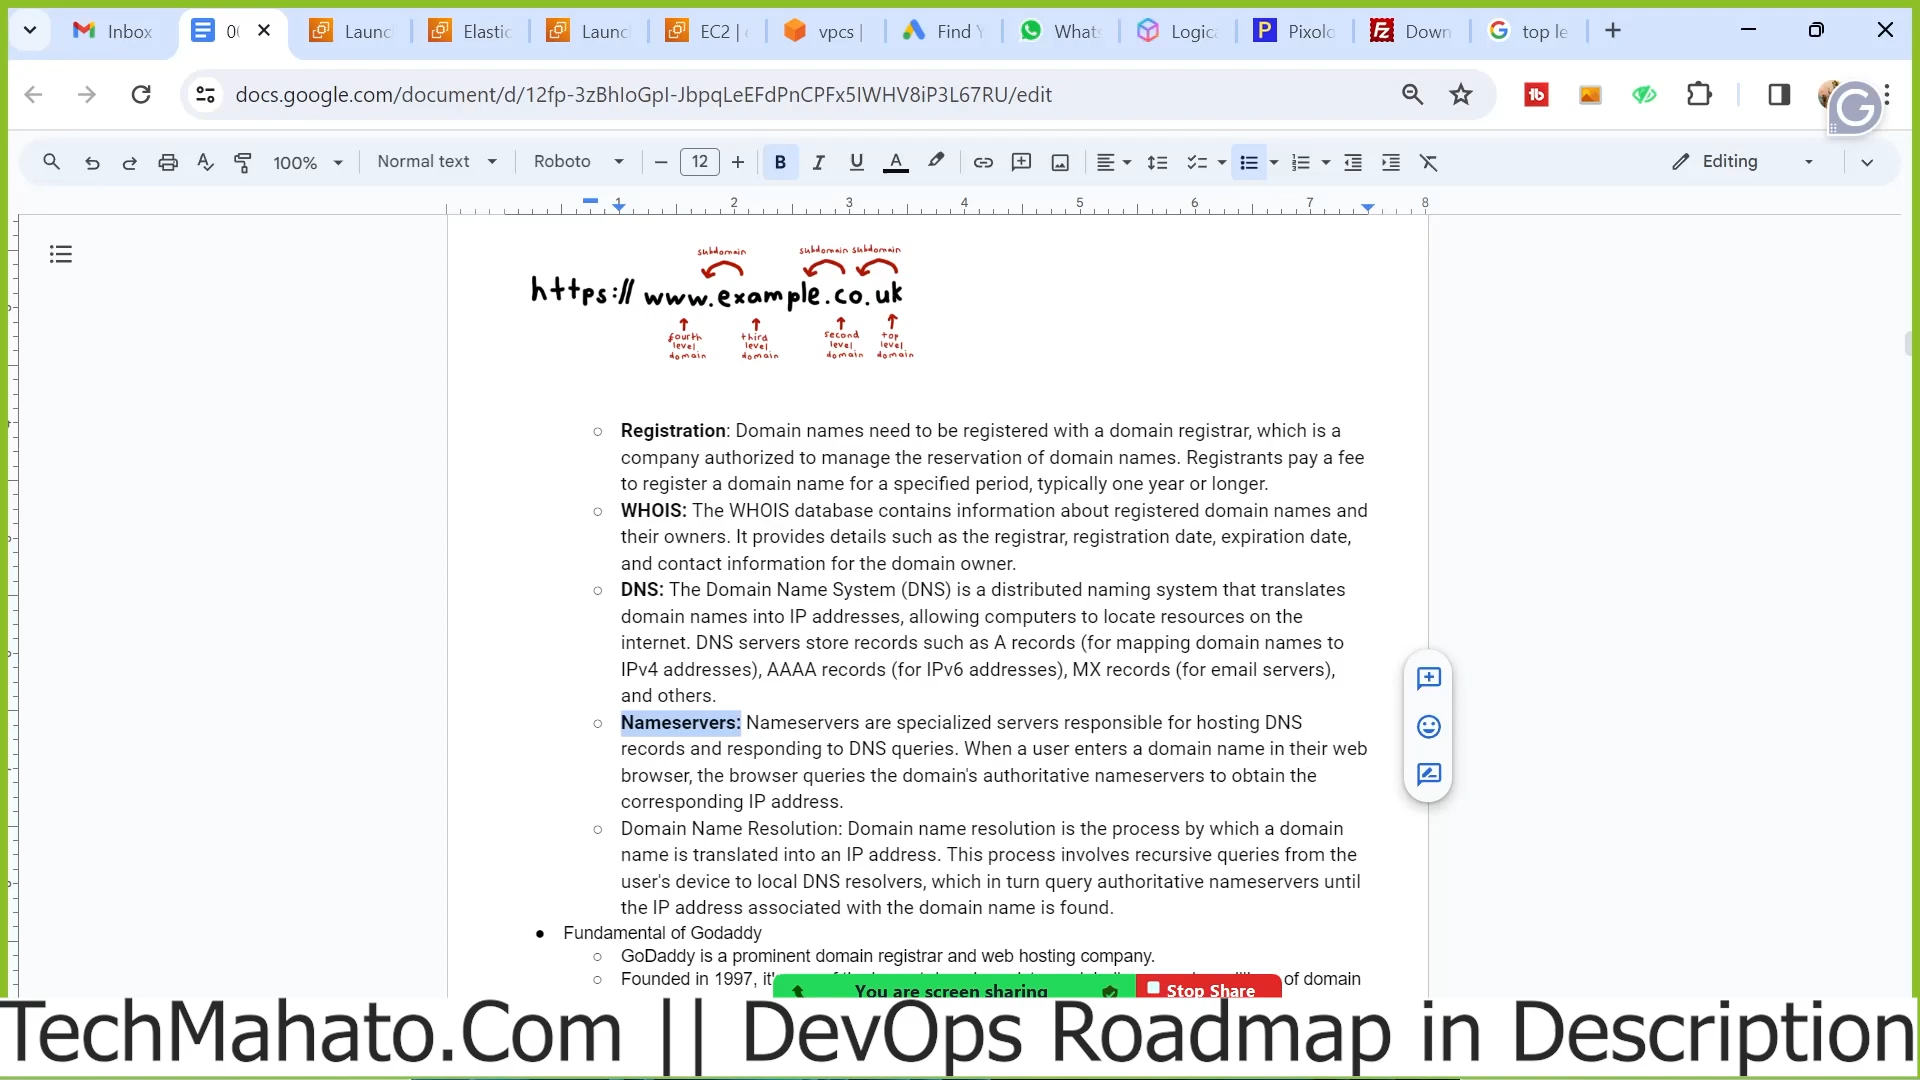 Inbox
00
Launc
Elastic
Launc
EC2 |
vpcs |
Find Y
Whats
Logica
Pixolo
Down
top le
docs.google.com/document/d/12fp-3zBhIoGpI-JbpqLeEFdPnCPFx5IWHV8iP3L67RU/edit
100%
Normal text
Roboto
12
Editing
1 2 3 4 5 6 7 8
subdomain subdomain subdomain
https://www.example.co.uk
fourth level domain
third level domain
second level domain
top level domain
Registration: Domain names need to be registered with a domain registrar, which is a
company authorized to manage the reservation of domain names. Registrants pay a fee
to register a domain name for a specified period, typically one year or longer.
WHOIS: The WHOIS database contains information about registered domain names and
their owners. It provides details such as the registrar, registration date, expiration date,
and contact information for the domain owner.
DNS: The Domain Name System (DNS) is a distributed naming system that translates
domain names into IP addresses, allowing computers to locate resources on the
internet. DNS servers store records such as A records (for mapping domain names to
IPv4 addresses), AAAA records (for IPv6 addresses), MX records (for email servers),
and others.
Nameservers: Nameservers are specialized servers responsible for hosting DNS
records and responding to DNS queries. When a user enters a domain name in their web
browser, the browser queries the domain's authoritative nameservers to obtain the
corresponding IP address.
Domain Name Resolution: Domain name resolution is the process by which a domain
name is translated into an IP address. This process involves recursive queries from the
user's device to local DNS resolvers, which in turn query authoritative nameservers until
the IP address associated with the domain name is found.
Fundamental of Godaddy
GoDaddy is a prominent domain registrar and web hosting company.
Founded in 1997, it' of domain
You are screen sharing Stop Share
TechMahato.Com || DevOps Roadmap in Description